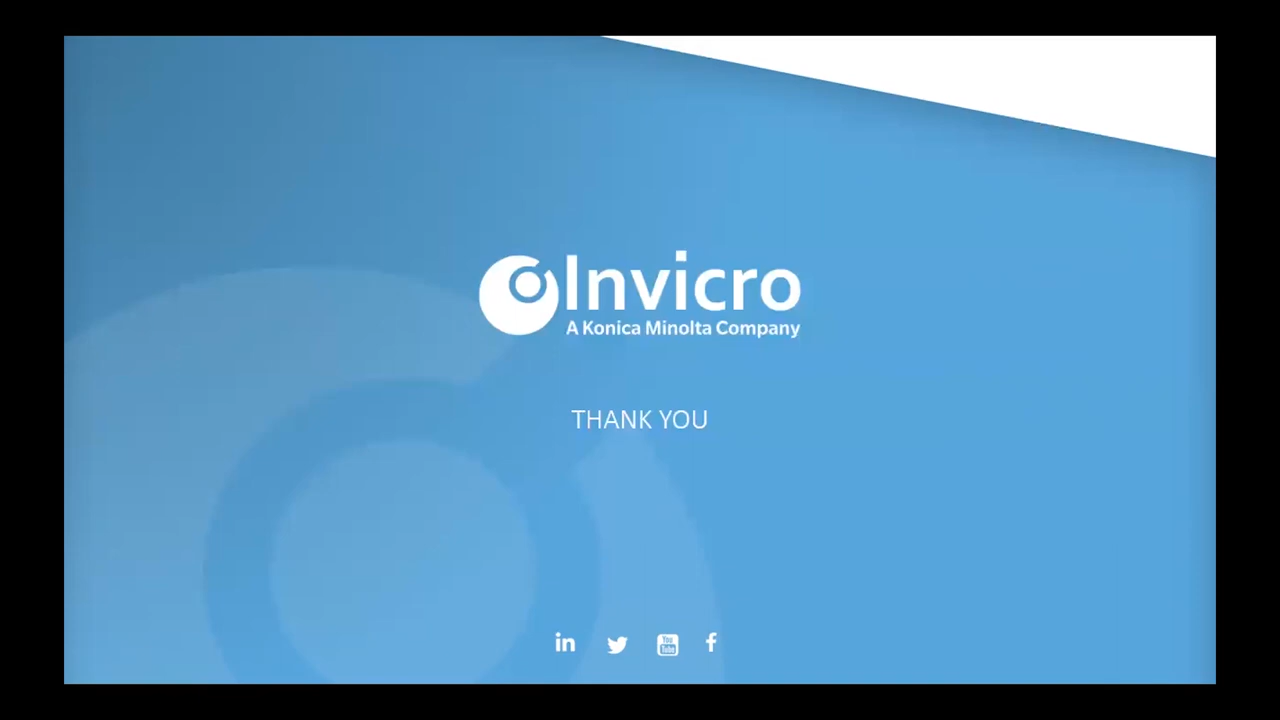 Invicro
A Konica Minolta Company
THANK YOU
in
You
Tube
f